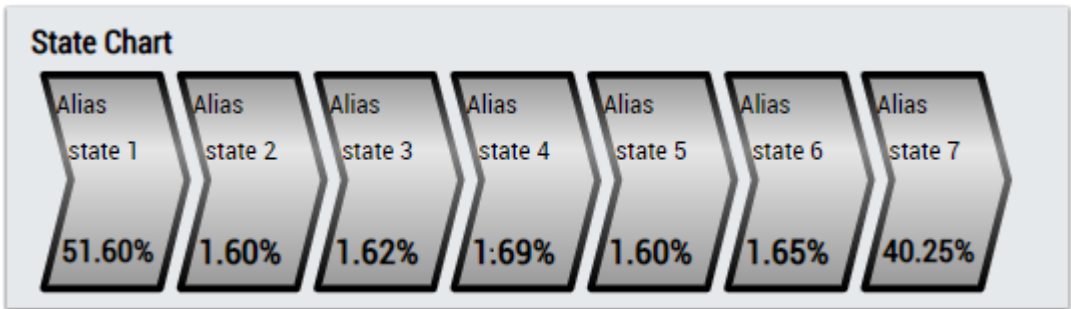 State Chart
Alias Alias Alias Alias Alias Alias Alias
state 1 state 2 state 3 state 4 state 5 state 6 state 7
51.60% 1.60% 1.62% 1:69% 1.60% 1.65% 40.25%